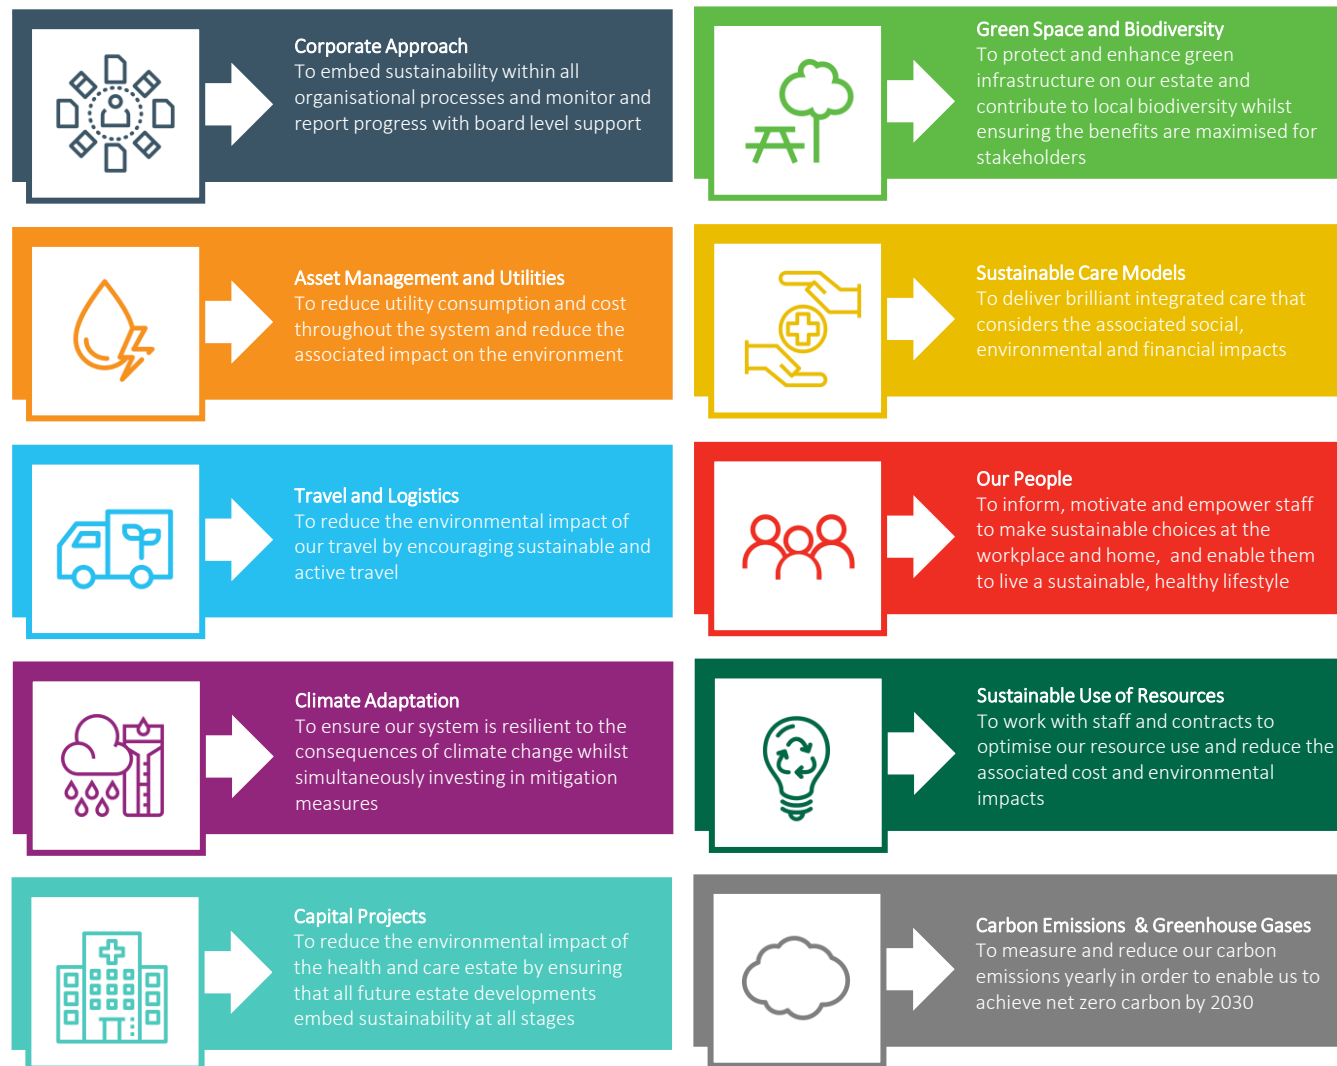 Corporate Approach
To embed sustainability within all
organisational processes and monitor and
report progress with board level support
Green Space and Biodiversity
To protect and enhance green
infrastructure on our estate and
contribute to local biodiversity whilst
ensuring the benefits are maximised for
stakeholders
Asset Management and Utilities
To reduce utility consumption and cost
throughout the system and reduce the
associated impact on the environment
Sustainable Care Models
To deliver brilliant integrated care that
considers the associated social,
environmental and financial impacts
Travel and Logistics
To reduce the environmental impact of
our travel by encouraging sustainable and
active travel
Our People
To inform, motivate and empower staff
to make sustainable choices at the
workplace and home,  and enable them
to live a sustainable, healthy lifestyle
Climate Adaptation
To ensure our system is resilient to the
consequences of climate change whilst
simultaneously investing in mitigation
measures
Sustainable Use of Resources
To work with staff and contracts to
optimise our resource use and reduce the
associated cost and environmental
impacts
Capital Projects
To reduce the environmental impact of
the health and care estate by ensuring
that all future estate developments
embed sustainability at all stages
Carbon Emissions  & Greenhouse Gases
To measure and reduce our carbon
emissions yearly in order to enable us to
achieve net zero carbon by 2030